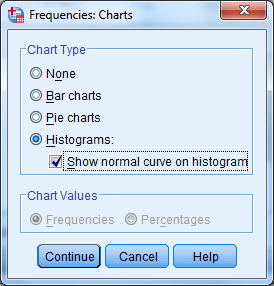 Frequencies: Charts
Chart Type
None
Bar charts
Pie charts
Histograms:
Show normal curve on histogram
Chart Values
Frequencies Percentages
Continue Cancel Help